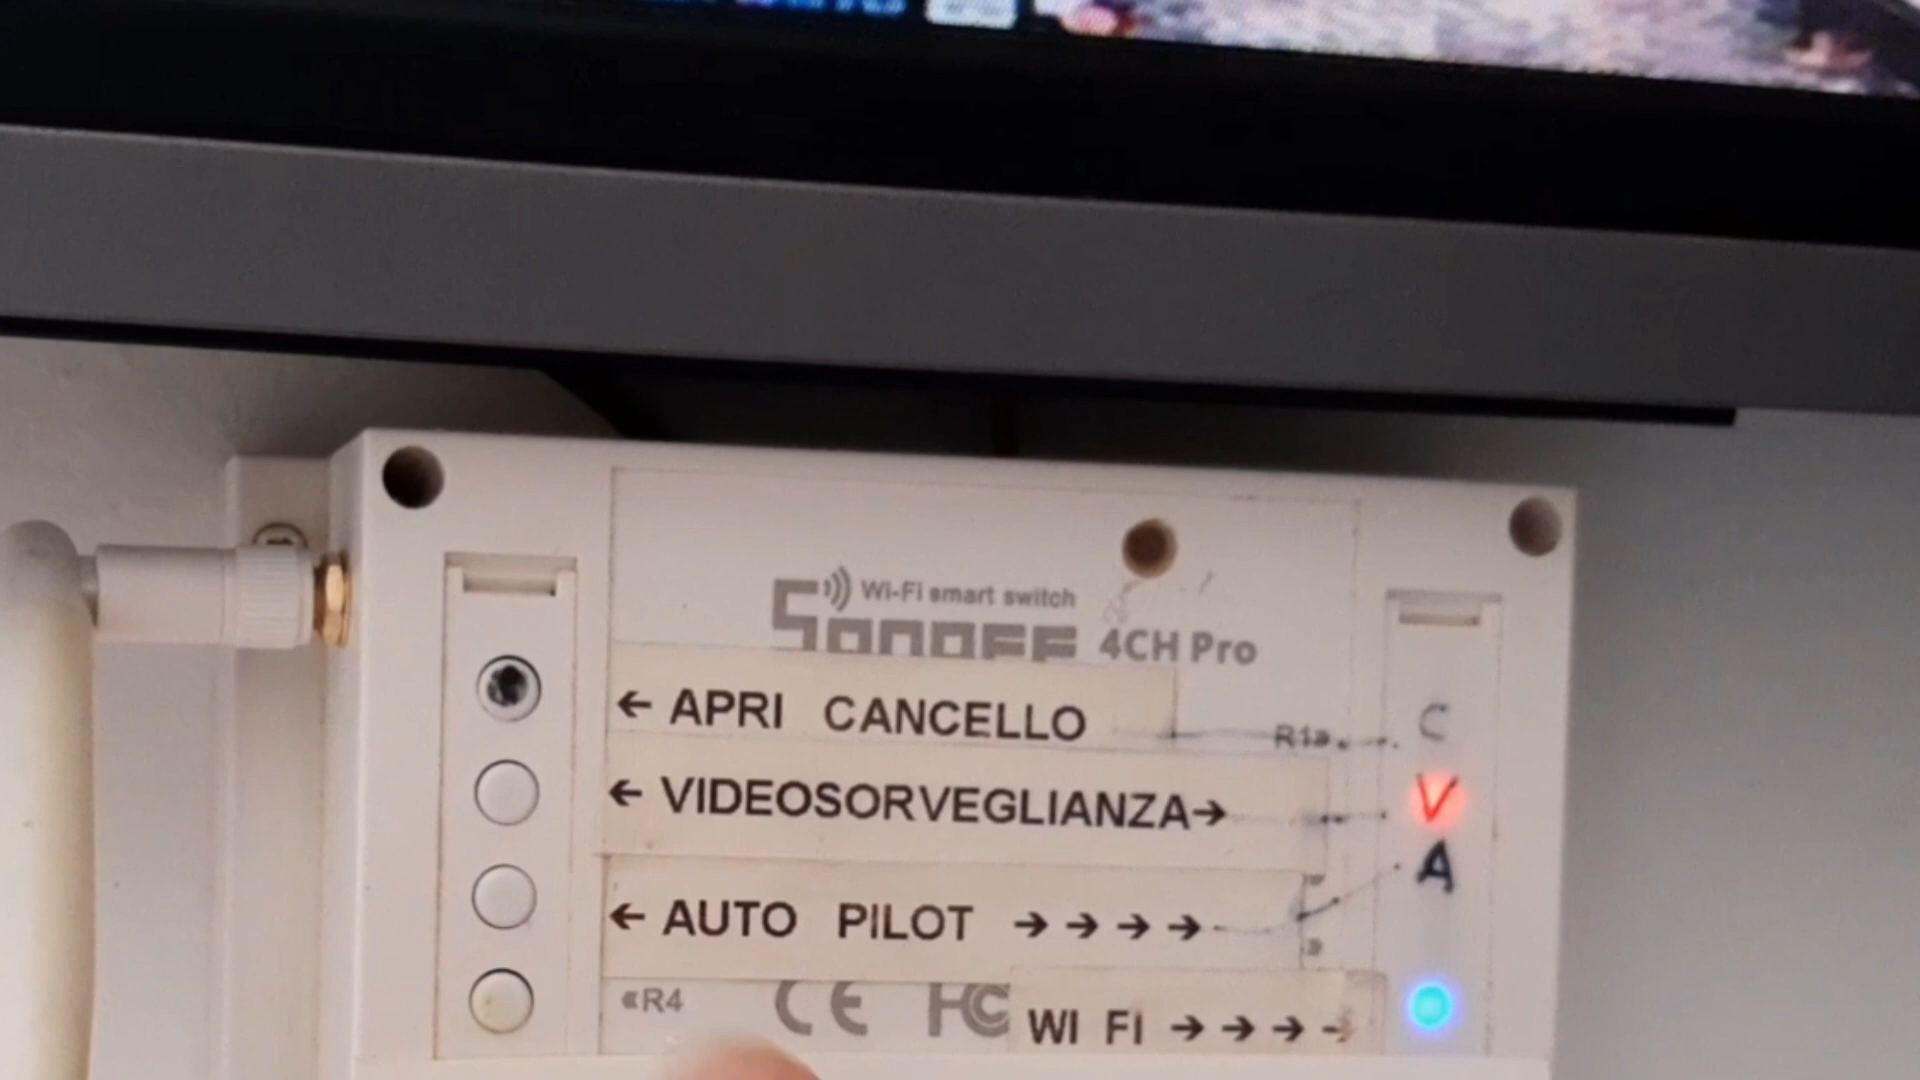 Wi-Fi smart switch
SONOFF 4CH Pro
← APRI CANCELLO
R1
C
← VIDEOSORVEGLIANZA→
V
← AUTO PILOT → → → →
A
«R4
CE FC
WI FI → → → →